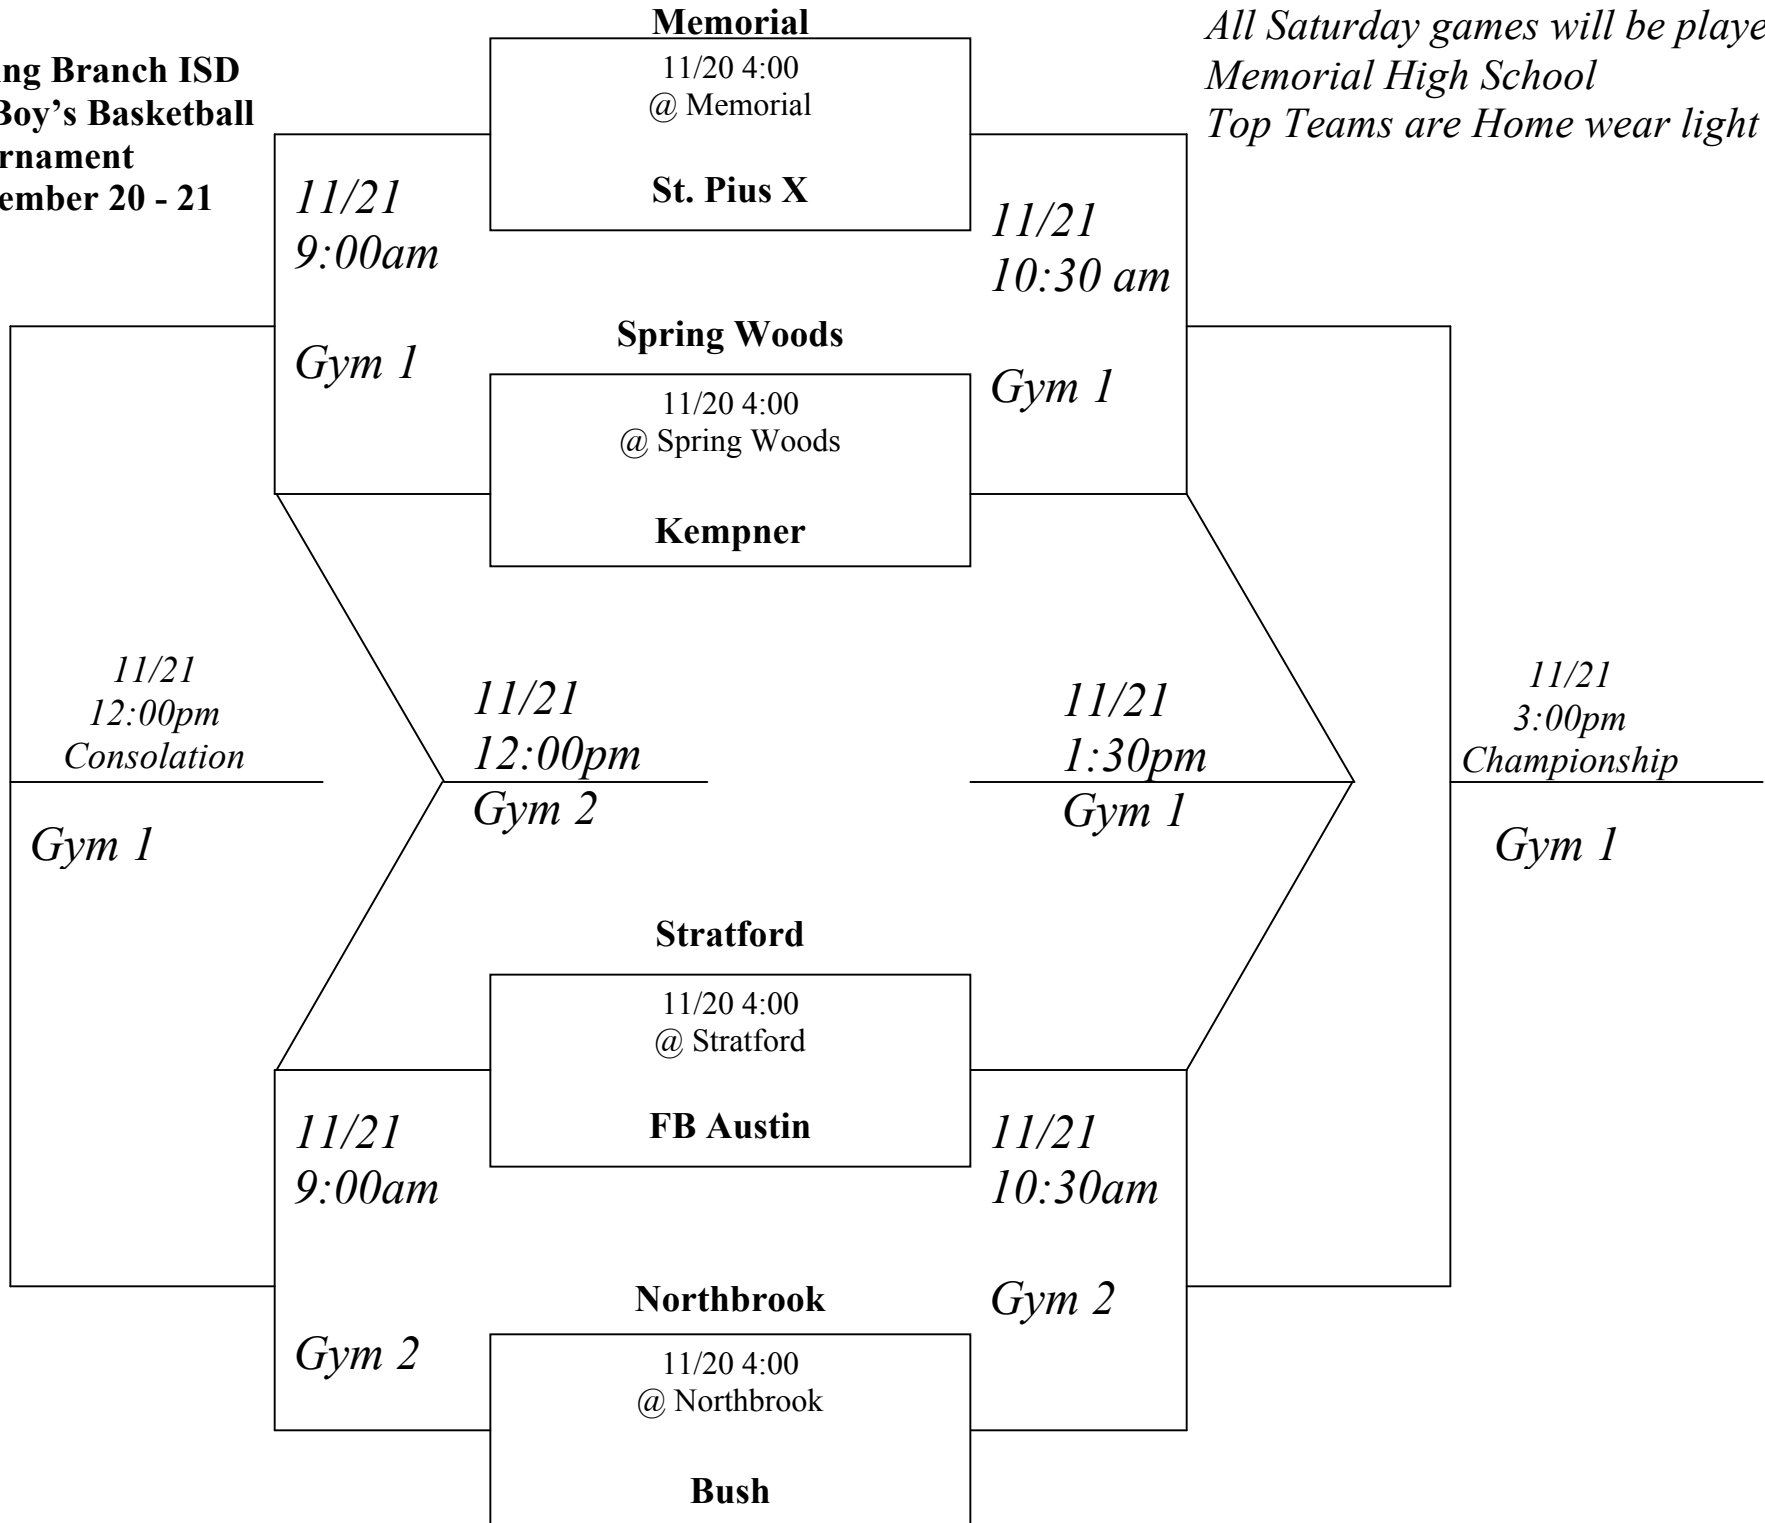 Memorial
All Saturday games will be playe
Memorial High School
Top Teams are Home wear light
ng Branch ISD
Boy's Basketball
rnament
ember 20 - 21
11/20 4:00
@ Memorial
St. Pius X
11/21
9:00am
Gym 1
11/21
10:30 am
Gym 1
Spring Woods
11/20 4:00
@ Spring Woods
Kempner
11/21
12:00pm
Consolation
Gym 1
11/21
12:00pm
Gym 2
11/21
1:30pm
Gym 1
11/21
3:00pm
Championship
Gym 1
Stratford
11/20 4:00
@ Stratford
FB Austin
11/21
9:00am
Gym 2
11/21
10:30am
Gym 2
Northbrook
11/20 4:00
@ Northbrook
Bush